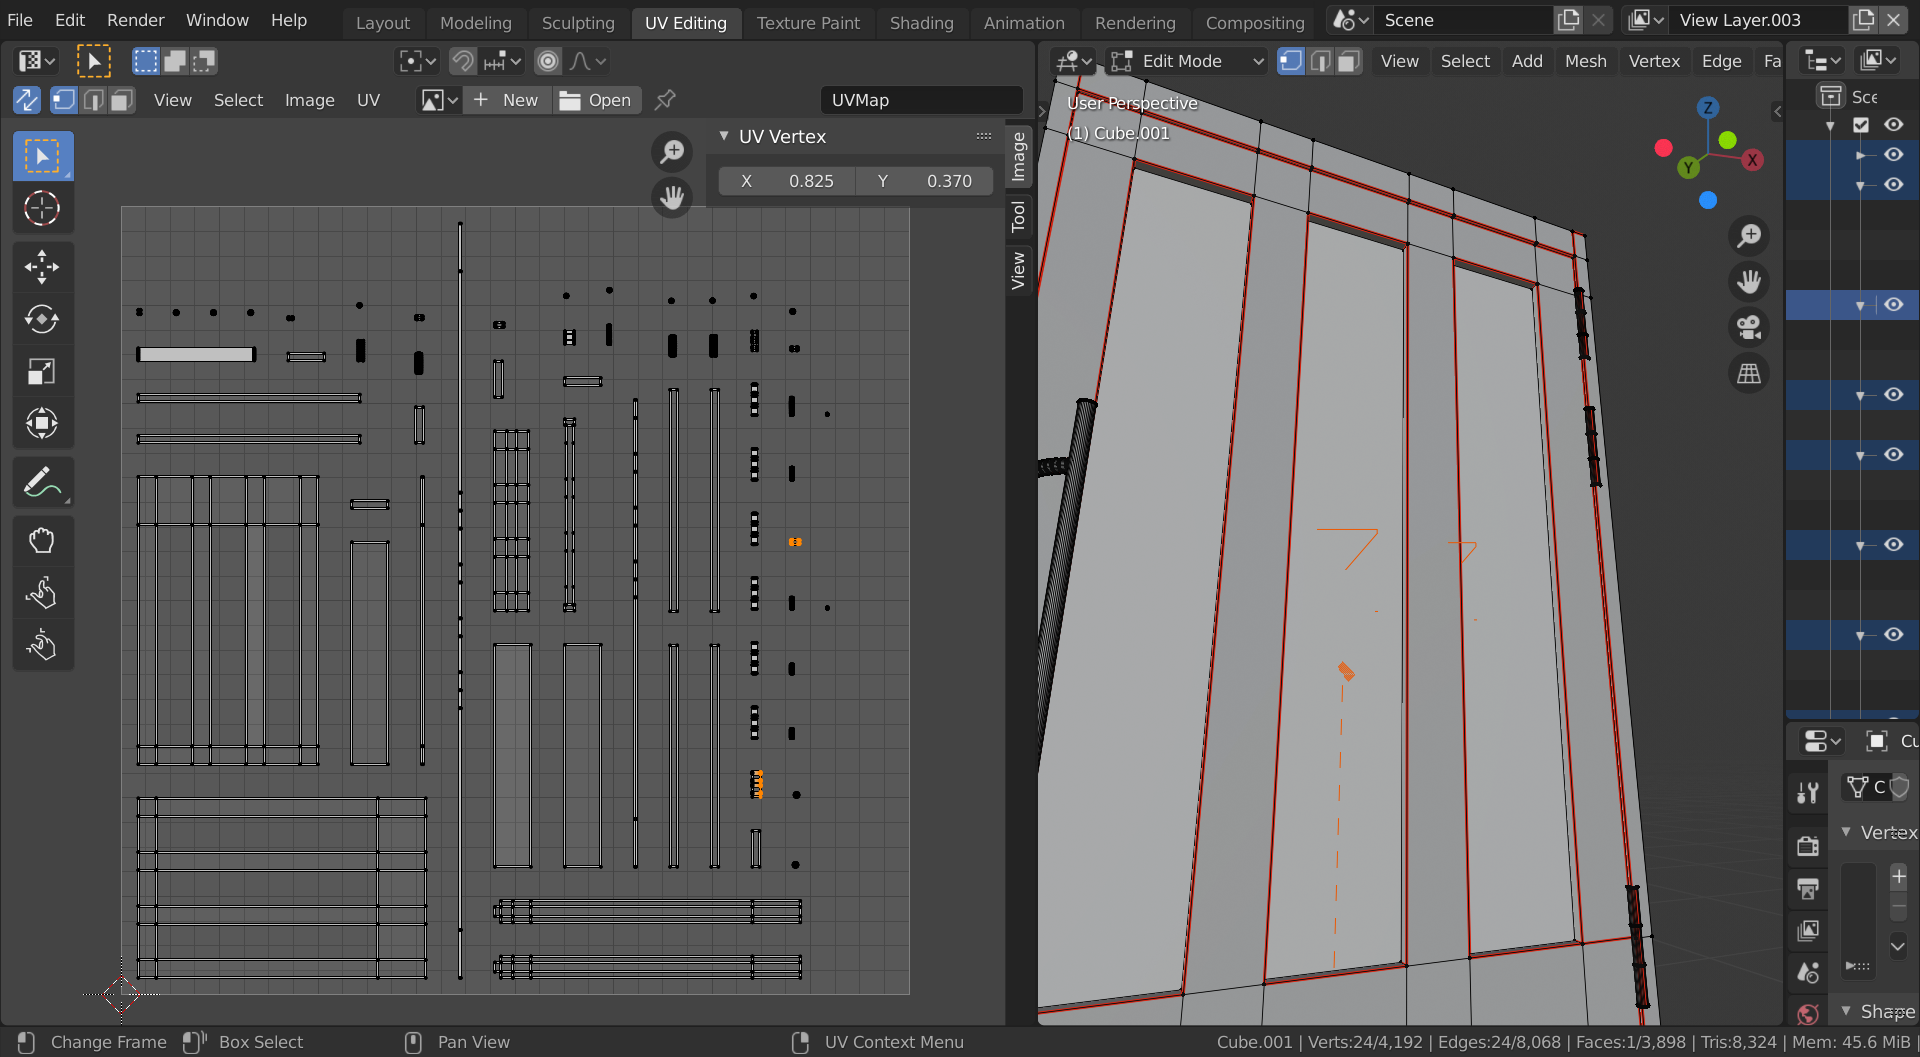 File Edit Render Window Help Layout Modeling Sculpting UV Editing Texture Paint Shading Animation Rendering Compositing Scene View Layer.003
Edit Mode View Select Add Mesh Vertex Edge Fa
View Select Image UV New Open UVMap
User Perspective
(1) Cube.001
UV Vertex
X 0.825 Y 0.370
Image
Tool
View
Z
X
Y
Sce
Cu
C
Vertex
Shape
Change Frame Box Select Pan View UV Context Menu Cube.001 | Verts:24/4,192 | Edges:24/8,068 | Faces:1/3,898 | Tris:8,324 | Mem: 45.6 MiB